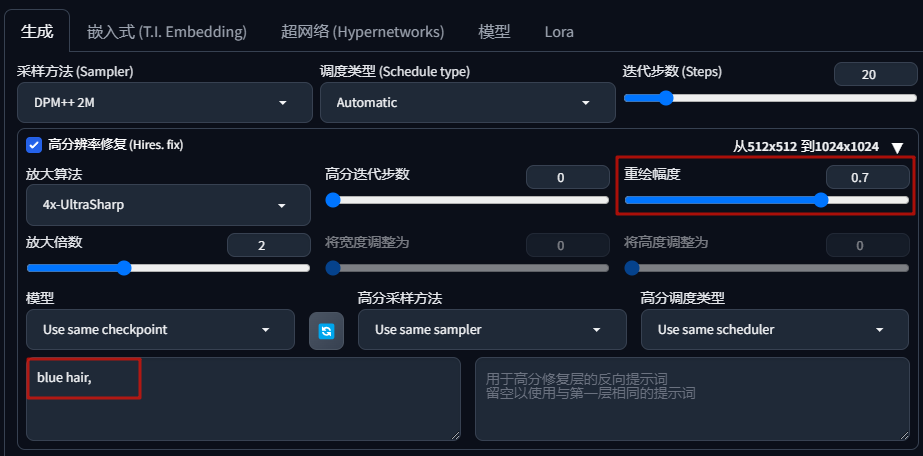 生成 嵌入式 (T.I. Embedding) 超网络 (Hypernetworks) 模型 Lora
采样方法 (Sampler) 调度类型 (Schedule type) 迭代步数 (Steps) 20
DPM++ 2M Automatic
高分辨率修复 (Hires. fix) 从512x512 到1024x1024
放大算法 高分迭代步数 0 重绘幅度 0.7
4x-UltraSharp
放大倍数 2 将宽度调整为 0 将高度调整为 0
模型 高分采样方法 高分调度类型
Use same checkpoint Use same sampler Use same scheduler
blue hair, 用于高分修复层的反向提示词
留空以使用与第一层相同的提示词